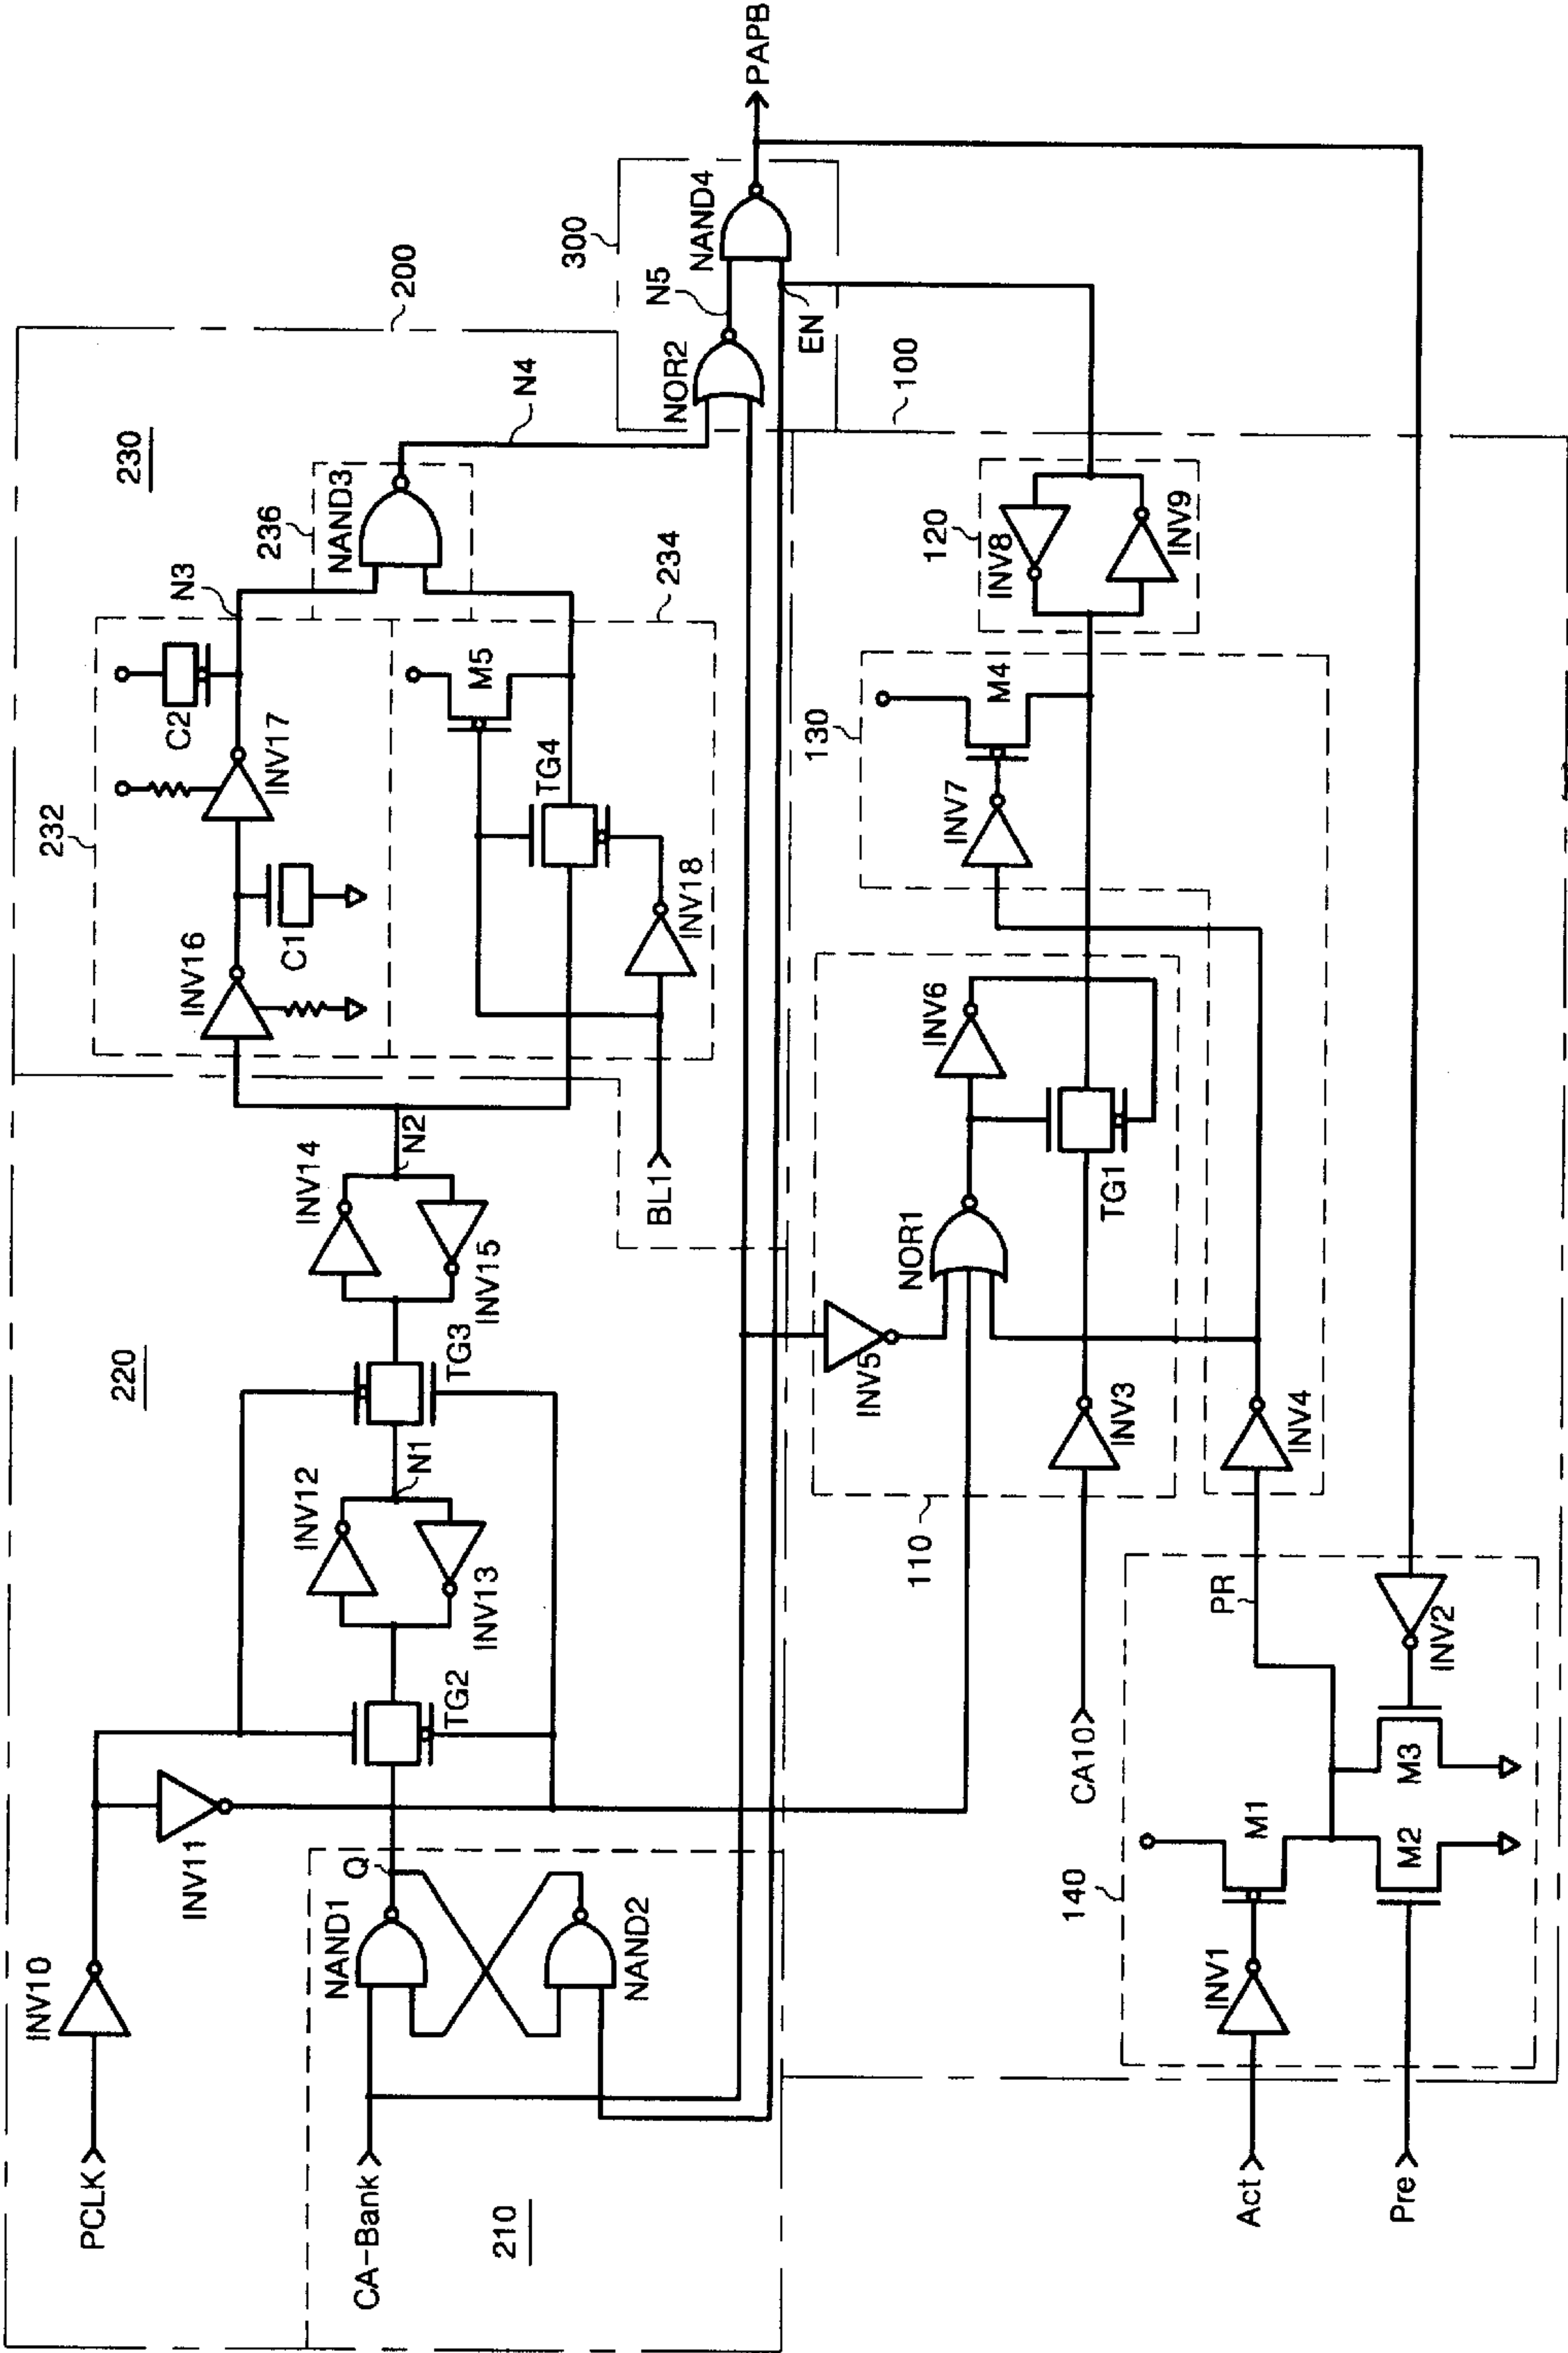 PCLK
INV10
INV11
220
CA-Bank
210
NAND1
Q
NAND2
TG2
INV12
INV13
N1
TG3
INV14
INV15
N2
230
232
INV16
C1
INV17
C2
N3
236
NAND3
N4
200
BL1
INV18
TG4
M5
234
300
NOR2
N5
NAND4
PAPB
EN
100
110
INV5
NOR1
INV6
INV3
TG1
CA10
130
INV7
M4
120
INV8
INV9
INV4
140
Act
INV1
M1
PR
Pre
M2
M3
INV2